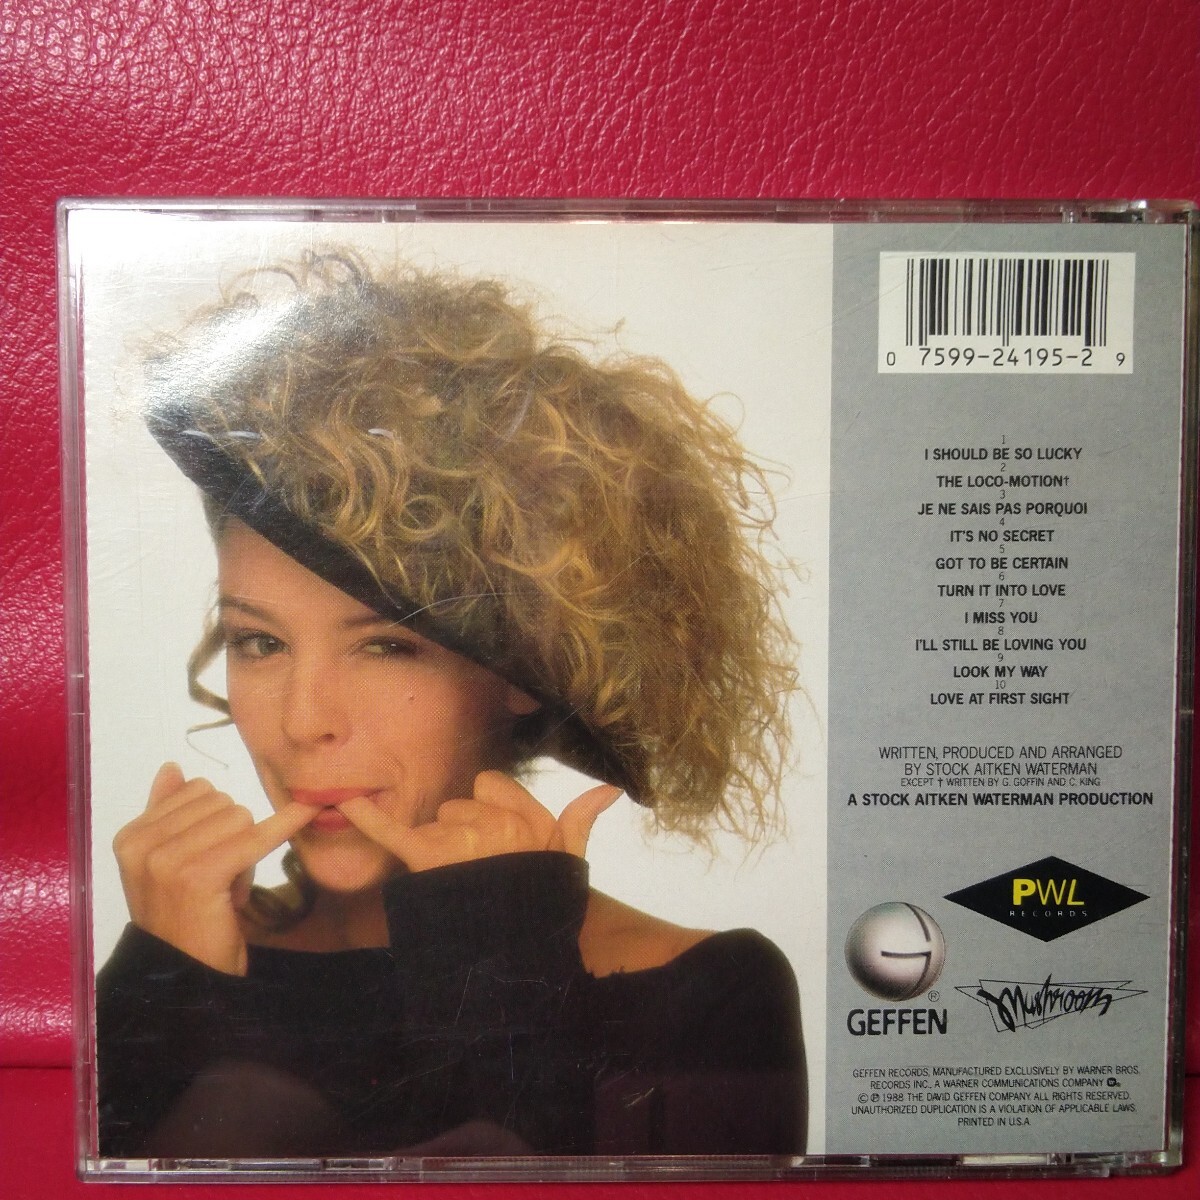 0 7599-24195-2 9
1
I SHOULD BE SO LUCKY
2
THE LOCO-MOTION†
3
JE NE SAIS PAS PORQUOI
4
IT'S NO SECRET
5
GOT TO BE CERTAIN
6
TURN IT INTO LOVE
7
I MISS YOU
8
I'LL STILL BE LOVING YOU
9
LOOK MY WAY
10
LOVE AT FIRST SIGHT
WRITTEN, PRODUCED AND ARRANGED
BY STOCK AITKEN WATERMAN
EXCEPT † WRITTEN BY G. GOFFIN AND C. KING
A STOCK AITKEN WATERMAN PRODUCTION
PWL
RECORDS
GEFFEN ®
Mushroom
GEFFEN RECORDS, MANUFACTURED EXCLUSIVELY BY WARNER BROS.
RECORDS INC., A WARNER COMMUNICATIONS COMPANY
© ℗ 1988 THE DAVID GEFFEN COMPANY. ALL RIGHTS RESERVED.
UNAUTHORIZED DUPLICATION IS A VIOLATION OF APPLICABLE LAWS.
PRINTED IN U.S.A.